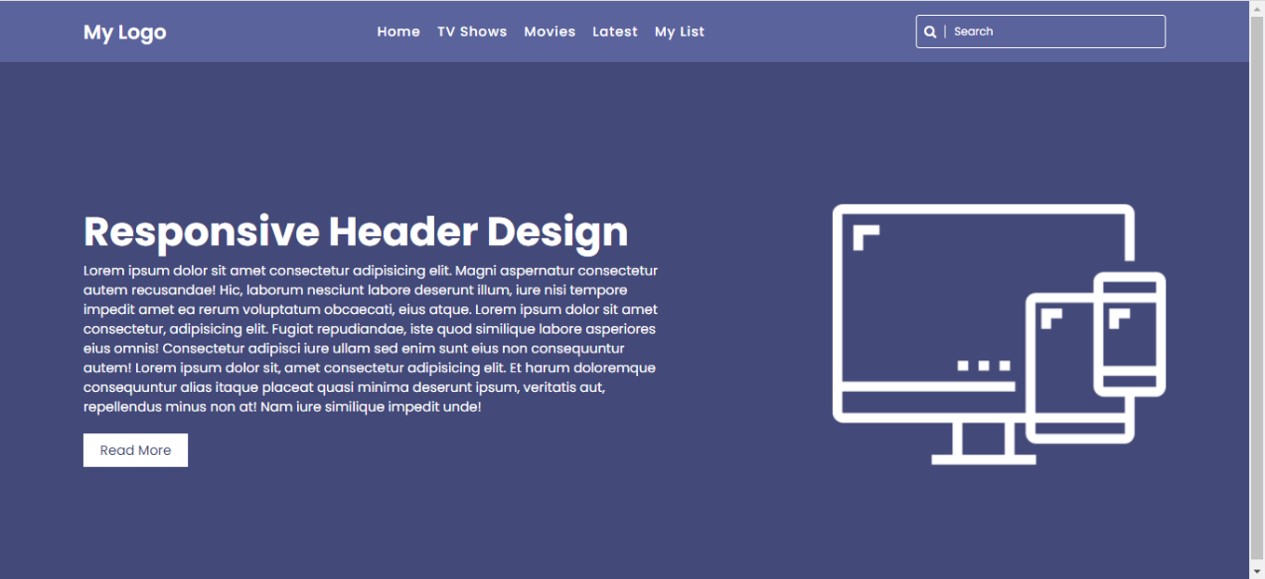 My Logo
Home TV Shows Movies Latest My List
Search
Responsive Header Design
Lorem ipsum dolor sit amet consectetur adipisicing elit. Magni aspernatur consectetur
autem recusandae! Hic, laborum nesciunt labore deserunt illum, iure nisi tempore
impedit amet ea rerum voluptatum obcaecati, eius atque. Lorem ipsum dolor sit amet
consectetur, adipisicing elit. Fugiat repudiandae, iste quod similique labore asperiores
eius omnis! Consectetur adipisci iure ullam sed enim sunt eius non consequuntur
autem! Lorem ipsum dolor sit, amet consectetur adipisicing elit. Et harum doloremque
consequuntur alias itaque placeat quasi minima deserunt ipsum, veritatis aut,
repellendus minus non at! Nam iure similique impedit unde!
Read More